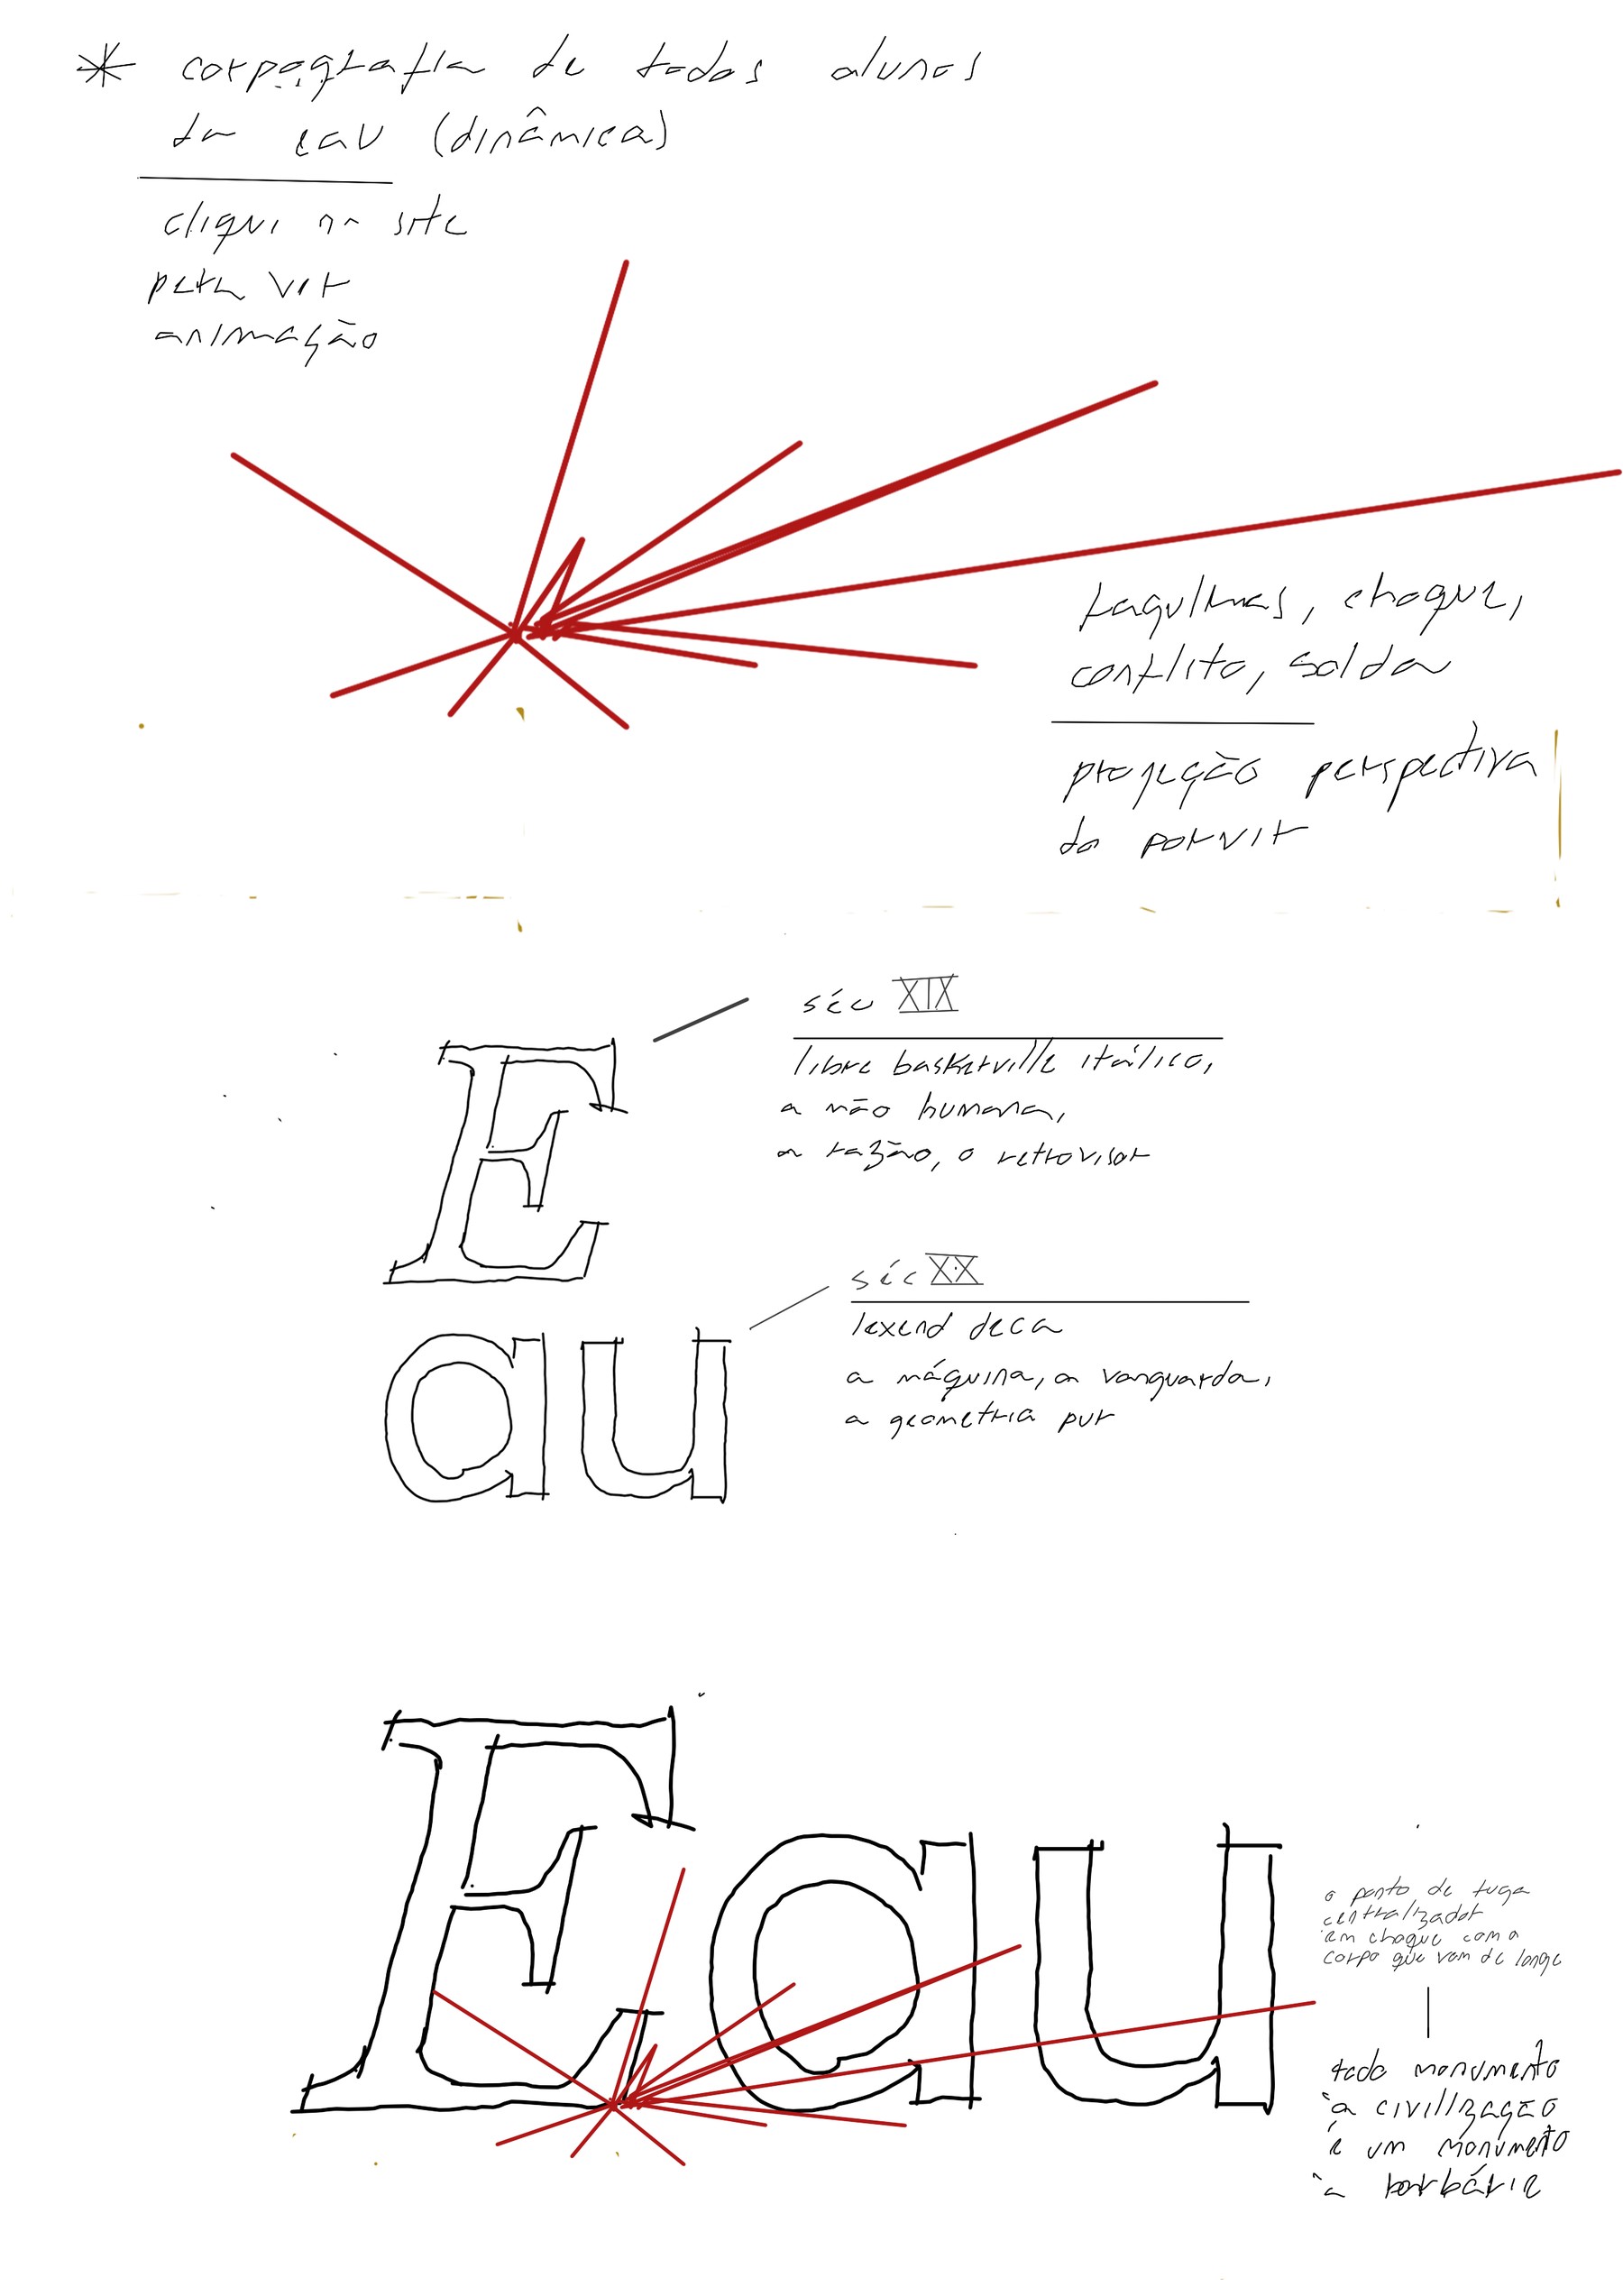 * corpografia de todos alunos
da eau (dinâmica)
clique no site
para ver
animação
fagulhas, choque,
conflito, solda
projeção perspectiva
do porvir
séc XIX
libre baskerville itálico,
a mão humana,
a razão, o retrovisor
E
séc XX
lexend deca
a máquina, a vanguarda,
a geometria pur
au
Eau
o ponto de fuga
centralizador
em choque com o
corpo que vem de longe
todo monumento
à civilização
é um monumento
à barbárie